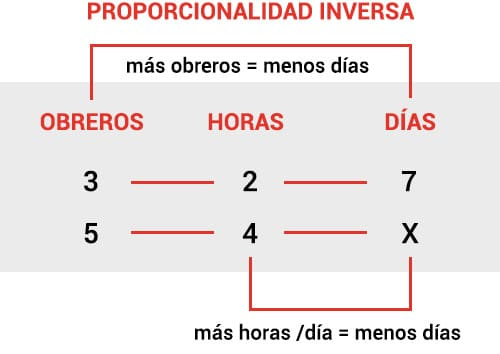 PROPORCIONALIDAD INVERSA
más obreros = menos días
OBREROS HORAS DÍAS
3 2 7
5 4 X
más horas /día = menos días